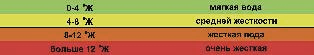 0-4 °Ж мягкая вода
4-8 °Ж средней жесткости
8-12 °Ж жесткая вода
больше 12 °Ж очень жесткая